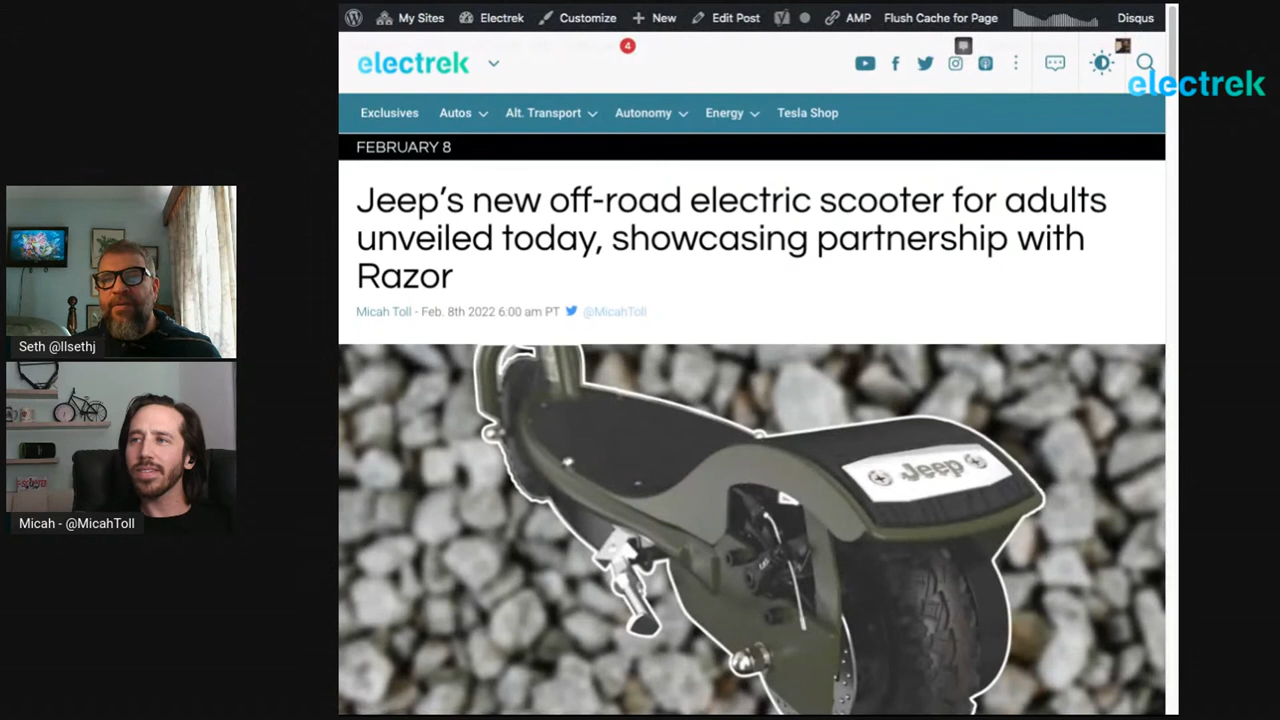 My Sites Electrek Customize New Edit Post AMP Flush Cache for Page Disqus
electrek
4
electrek
Exclusives Autos Alt. Transport Autonomy Energy Tesla Shop
FEBRUARY 8
Jeep's new off-road electric scooter for adults
unveiled today, showcasing partnership with
Razor
Micah Toll - Feb. 8th 2022 6:00 am PT @MicahToll
Seth @llsethj
Jeep
Micah - @MicahToll